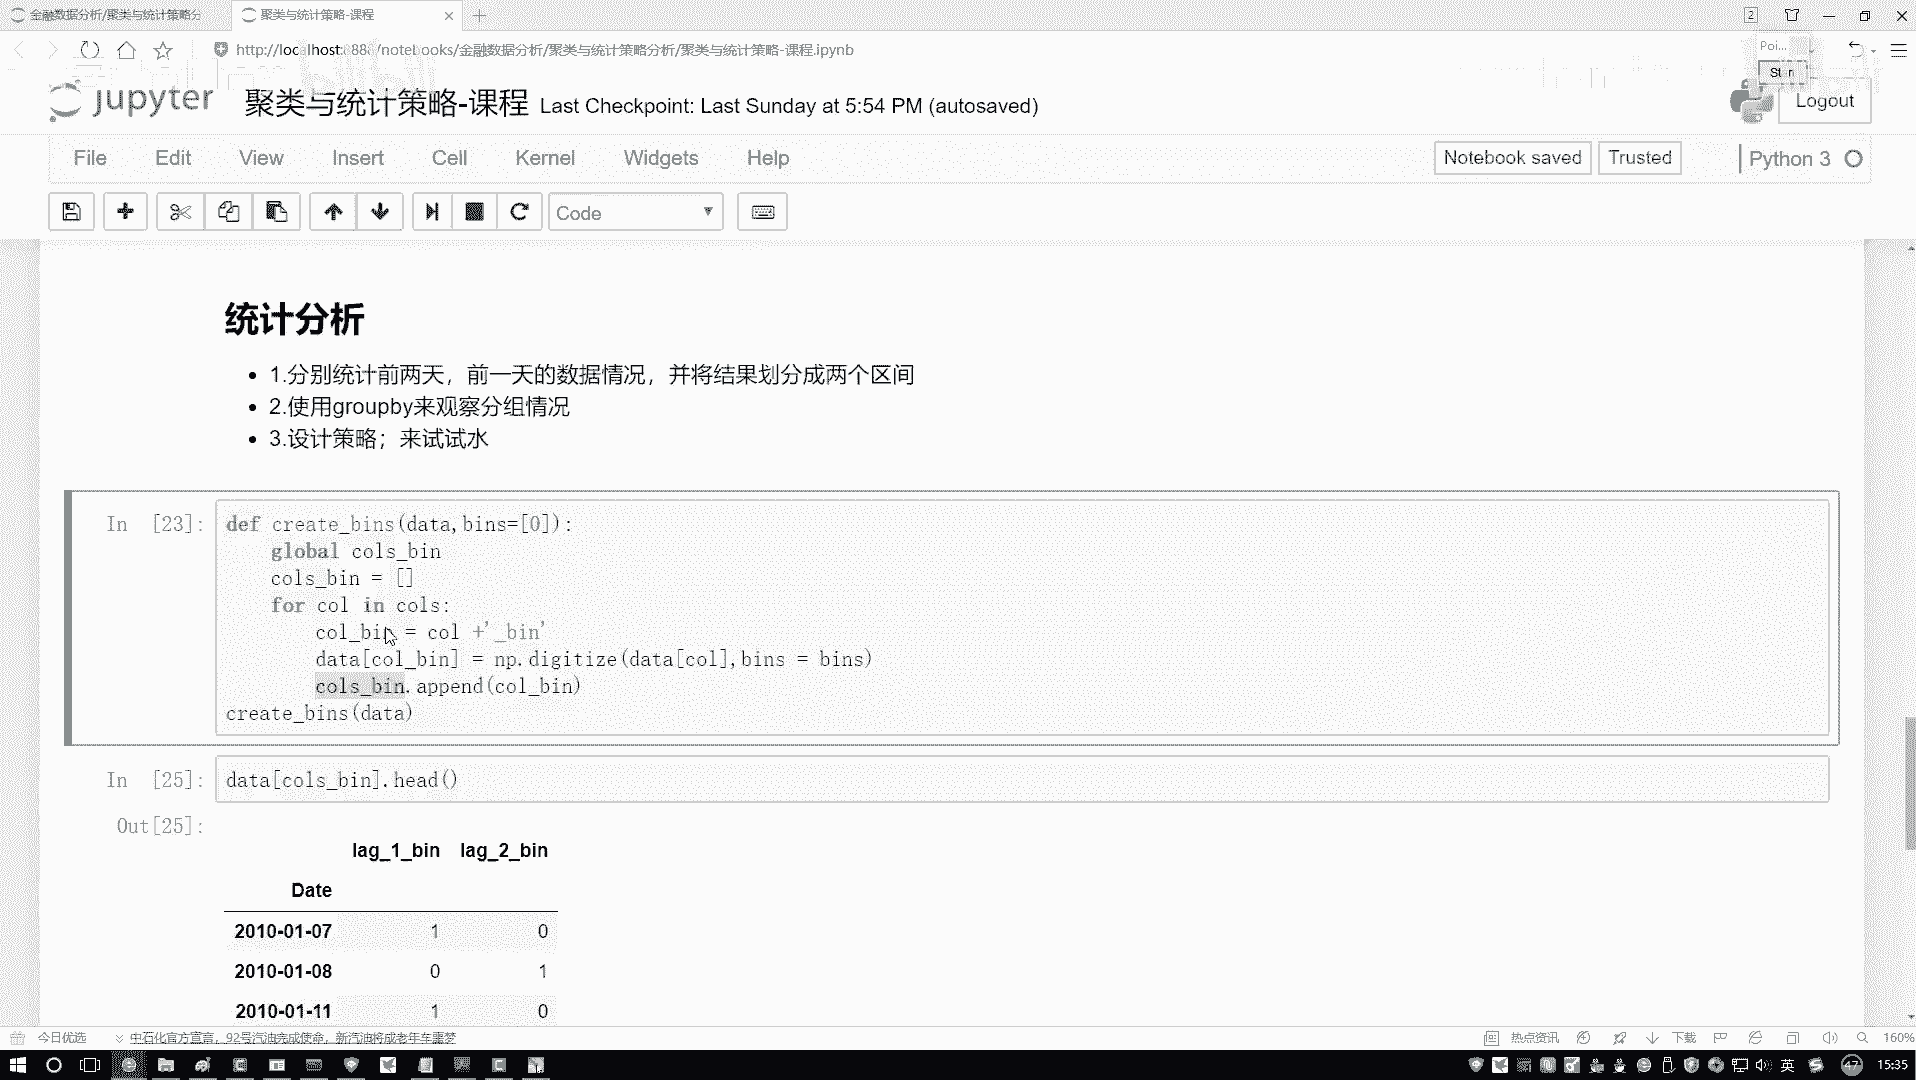 金融数据分析/聚类与统计策略分
聚类与统计策略-课程
2
/notebooks/金融数据分析/聚类与统计策略分析/聚类与统计策略-课程.ipynb
Poi...
jupyter
聚类与统计策略-课程 Last Checkpoint: Last Sunday at 5:54 PM (autosaved)
Logout
File Edit View Insert Cell Kernel Widgets Help
Notebook saved Trusted Python 3
Code
统计分析
1.分别统计前两天，前一天的数据情况，并将结果划分成两个区间
2.使用groupby来观察分组情况
3.设计策略；来试试水
In [23]: def create_bins(data,bins=[0]):
global cols_bin
cols_bin = []
for col in cols:
col_bin = col +'_bin'
data[col_bin] = np.digitize(data[col],bins = bins)
cols_bin.append(col_bin)
create_bins(data)
In [25]: data[cols_bin].head()
Out[25]:
lag_1_bin lag_2_bin
Date
2010-01-07 1 0
2010-01-08 0 1
2010-01-11 1 0
今日优选 中石化官方宣言，92号汽油完成使命，新汽油将成老年车噩梦
热点资讯 下载 160%
英 47 15:35